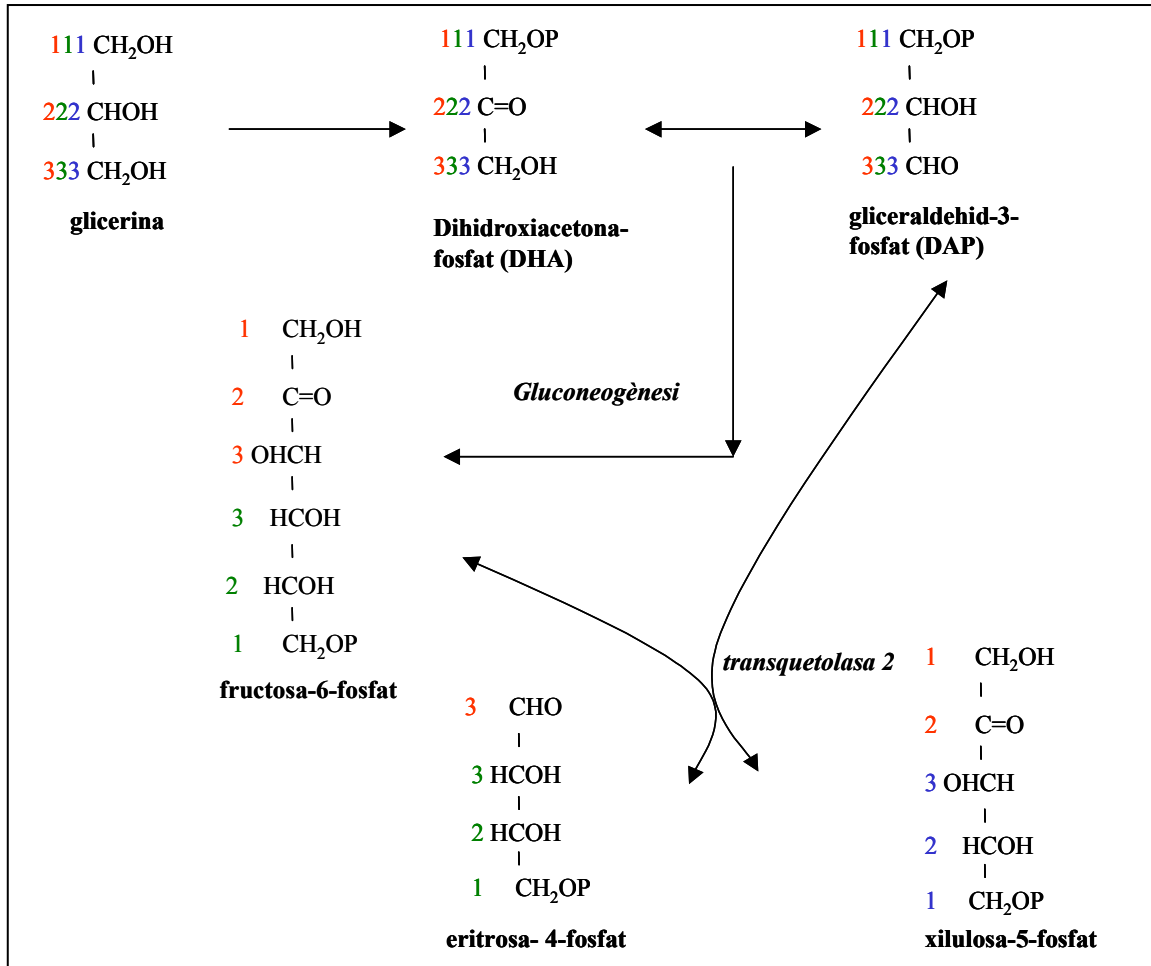 111 CH₂OH
222 CHOH
333 CH₂OH
glicerina
111 CH₂OP
222 C=O
333 CH₂OH
Dihidroxiacetona-
fosfat (DHA)
111 CH₂OP
222 CHOH
333 CHO
gliceraldehid-3-
fosfat (DAP)
1 CH₂OH
2 C=O
3 OHCH
3 HCOH
2 HCOH
1 CH₂OP
fructosa-6-fosfat
Gluconeogènesi
transquetolasa 2
3 CHO
3 HCOH
2 HCOH
1 CH₂OP
eritrosa- 4-fosfat
1 CH₂OH
2 C=O
3 OHCH
2 HCOH
1 CH₂OP
xilulosa-5-fosfat